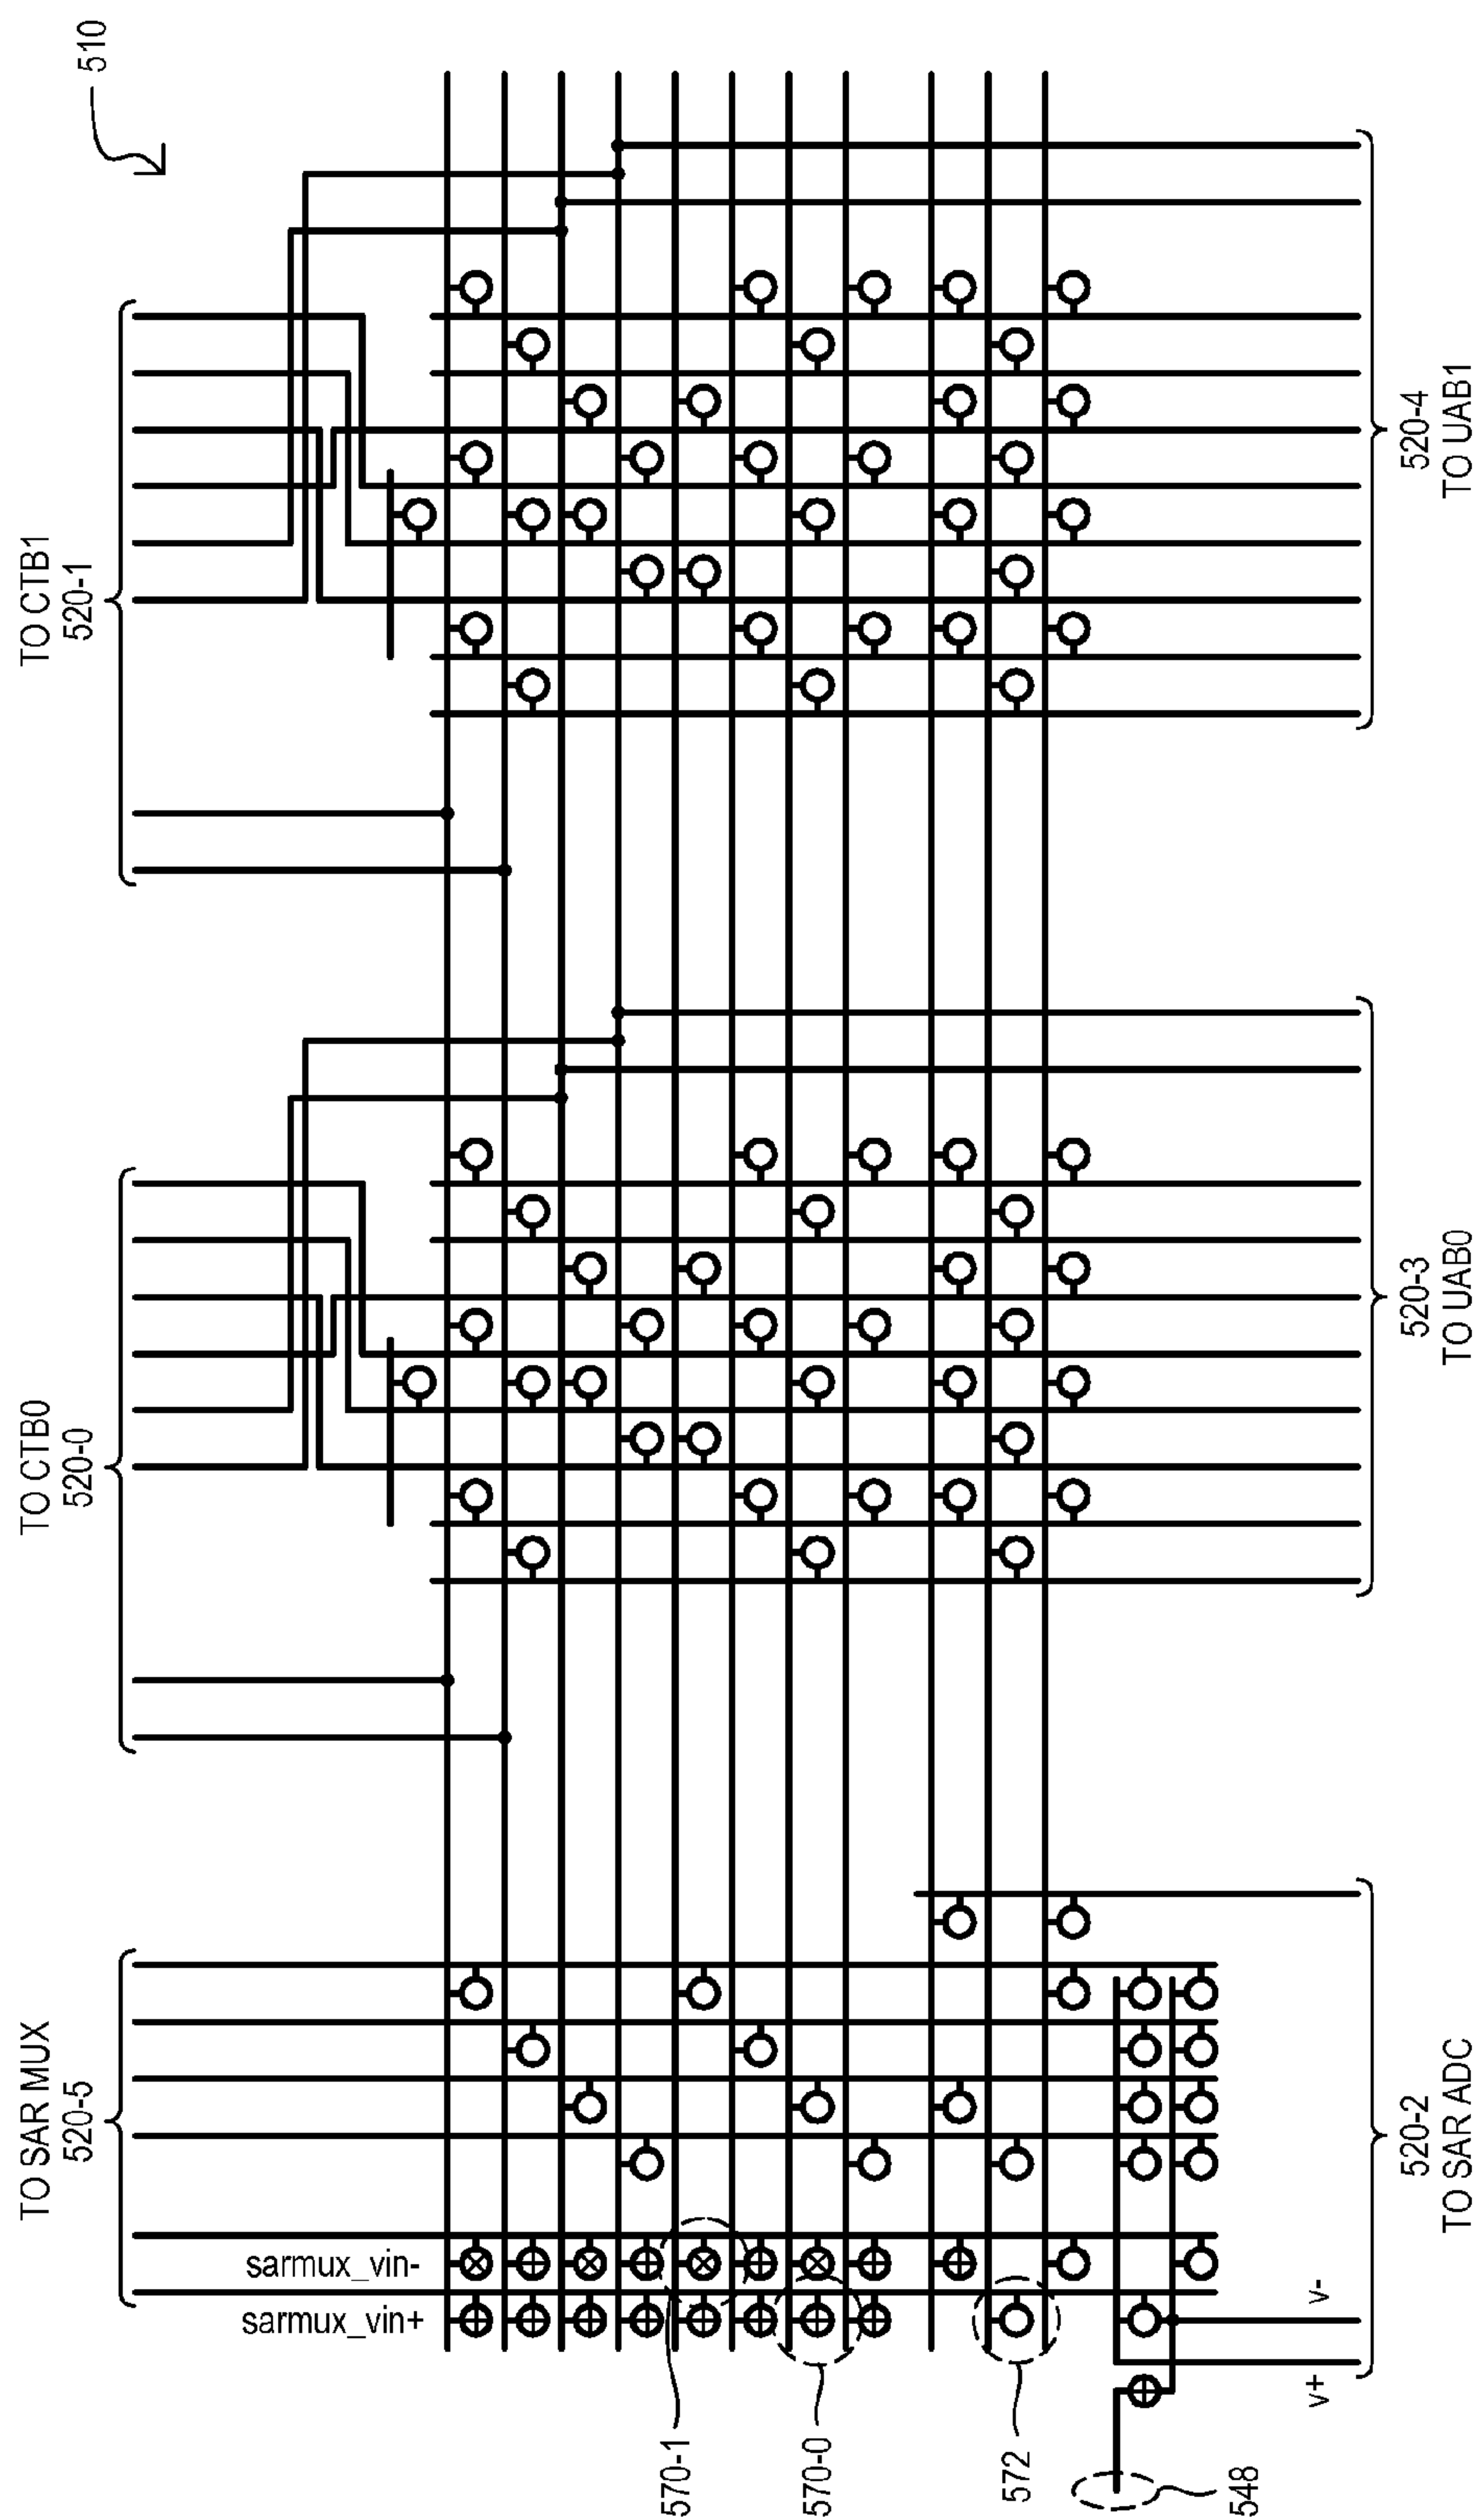 510
TO CTB1
520-1
520-4
TO UAB1
TO CTB0
520-0
520-3
TO UAB0
TO SAR MUX
520-5
520-2
TO SAR ADC
sarmux_vin-
sarmux_vin+
v-
v+
570-1
570-0
572
548